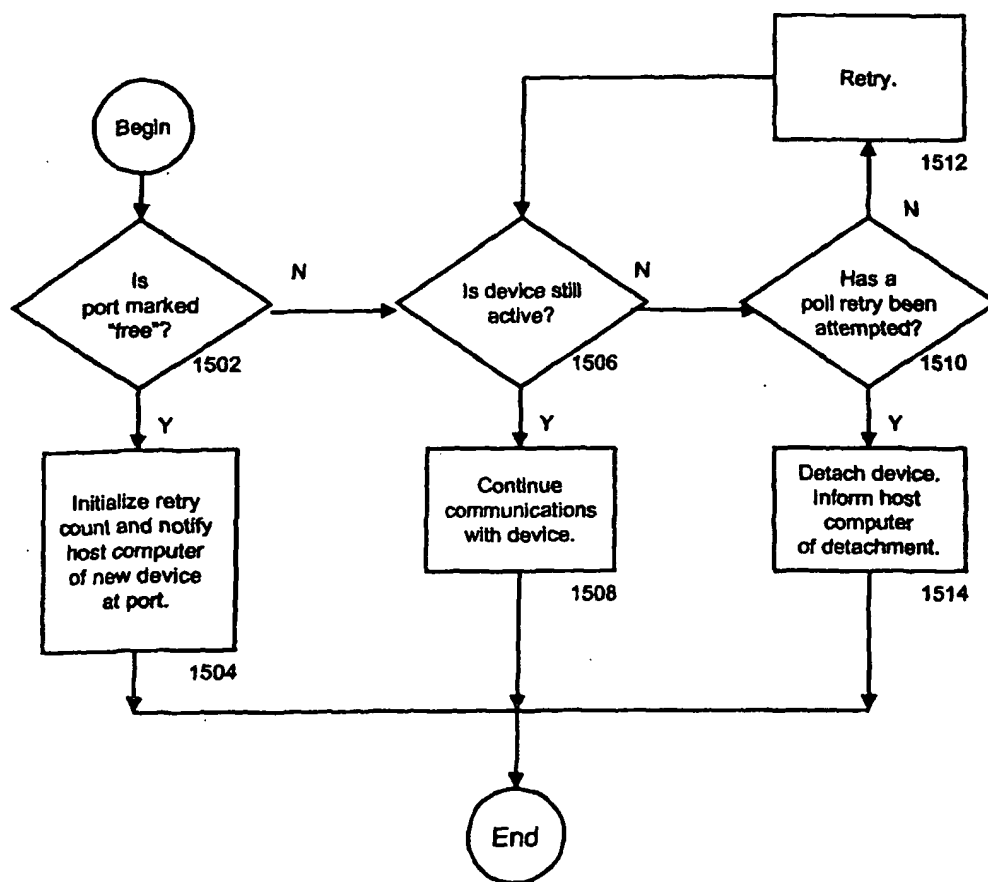 Retry.
1512
Begin
N
Is
port marked
"free"?
1502
N
Is device still
active?
1506
N
Has a
poll retry been
attempted?
1510
Y
Initialize retry
count and notify
host computer
of new device
at port.
1504
Y
Continue
communications
with device.
1508
Y
Detach device.
Inform host
computer
of detachment.
1514
End